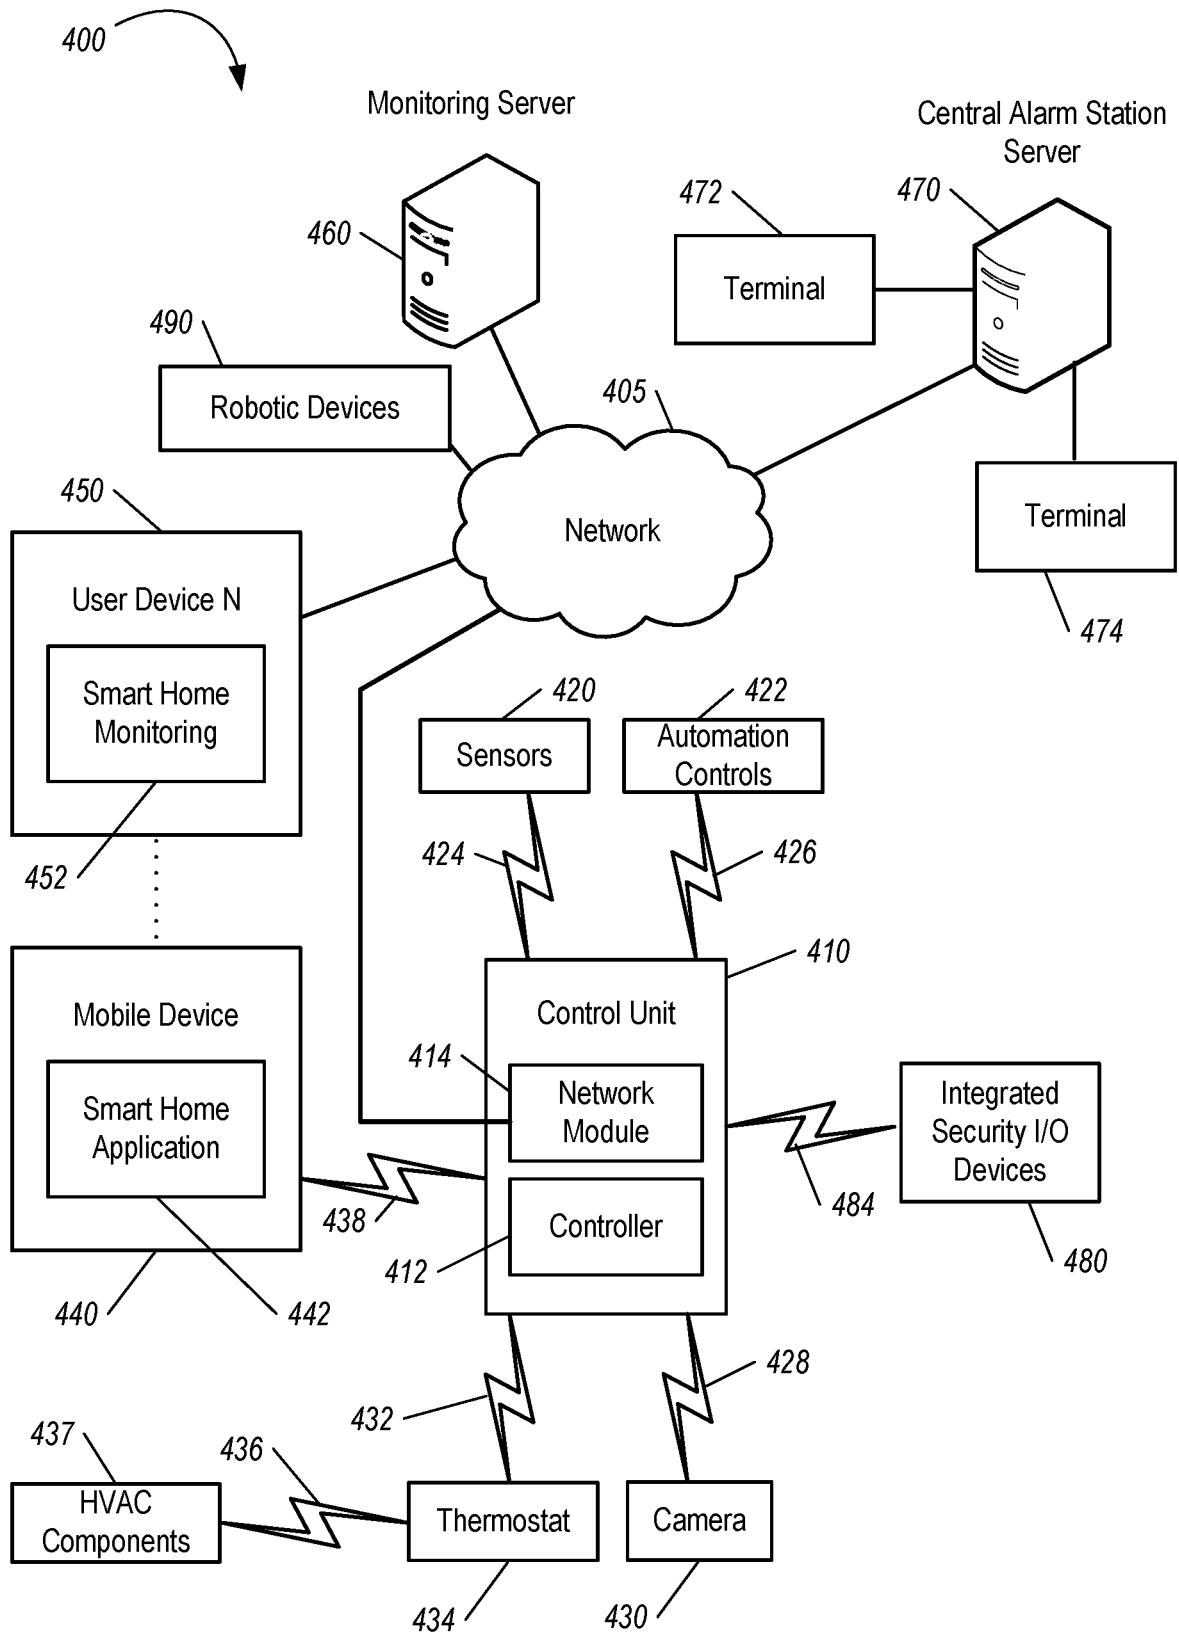 400
Monitoring Server
Central Alarm Station
Server
472
470
460
Terminal
490
405
Robotic Devices
450
Network
Terminal
User Device N
474
Smart Home
Monitoring
420
422
Sensors
Automation
Controls
424
426
452
410
Mobile Device
Control Unit
414
Smart Home
Application
Network
Module
Integrated
Security I/O
Devices
438
484
Controller
412
480
440
442
428
432
437
436
HVAC
Components
Thermostat
Camera
434
430